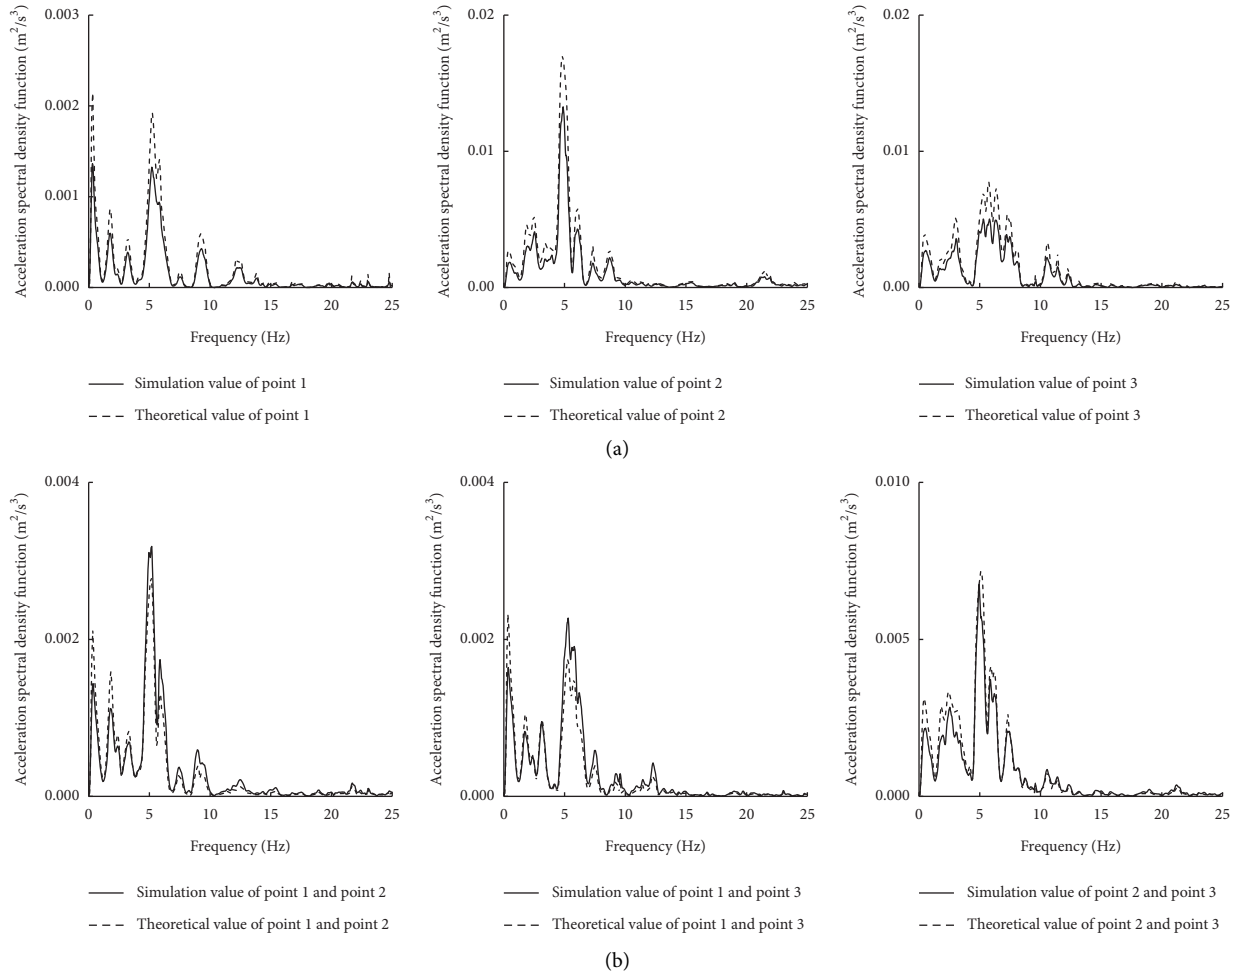 Acceleration spectral density function (m²/s³)
0.003
0.002
0.001
0.000
0 5 10 15 20 25
Frequency (Hz)
Simulation value of point 1
Theoretical value of point 1
Acceleration spectral density function (m²/s³)
0.02
0.01
0.00
0 5 10 15 20 25
Frequency (Hz)
Simulation value of point 2
Theoretical value of point 2
Acceleration spectral density function (m²/s³)
0.02
0.01
0.00
0 5 10 15 20 25
Frequency (Hz)
Simulation value of point 3
Theoretical value of point 3
(a)
Acceleration spectral density function (m²/s³)
0.004
0.002
0.000
0 5 10 15 20 25
Frequency (Hz)
Simulation value of point 1 and point 2
Theoretical value of point 1 and point 2
Acceleration spectral density function (m²/s³)
0.004
0.002
0.000
0 5 10 15 20 25
Frequency (Hz)
Simulation value of point 1 and point 3
Theoretical value of point 1 and point 3
Acceleration spectral density function (m²/s³)
0.010
0.005
0.000
0 5 10 15 20 25
Frequency (Hz)
Simulation value of point 2 and point 3
Theoretical value of point 2 and point 3
(b)